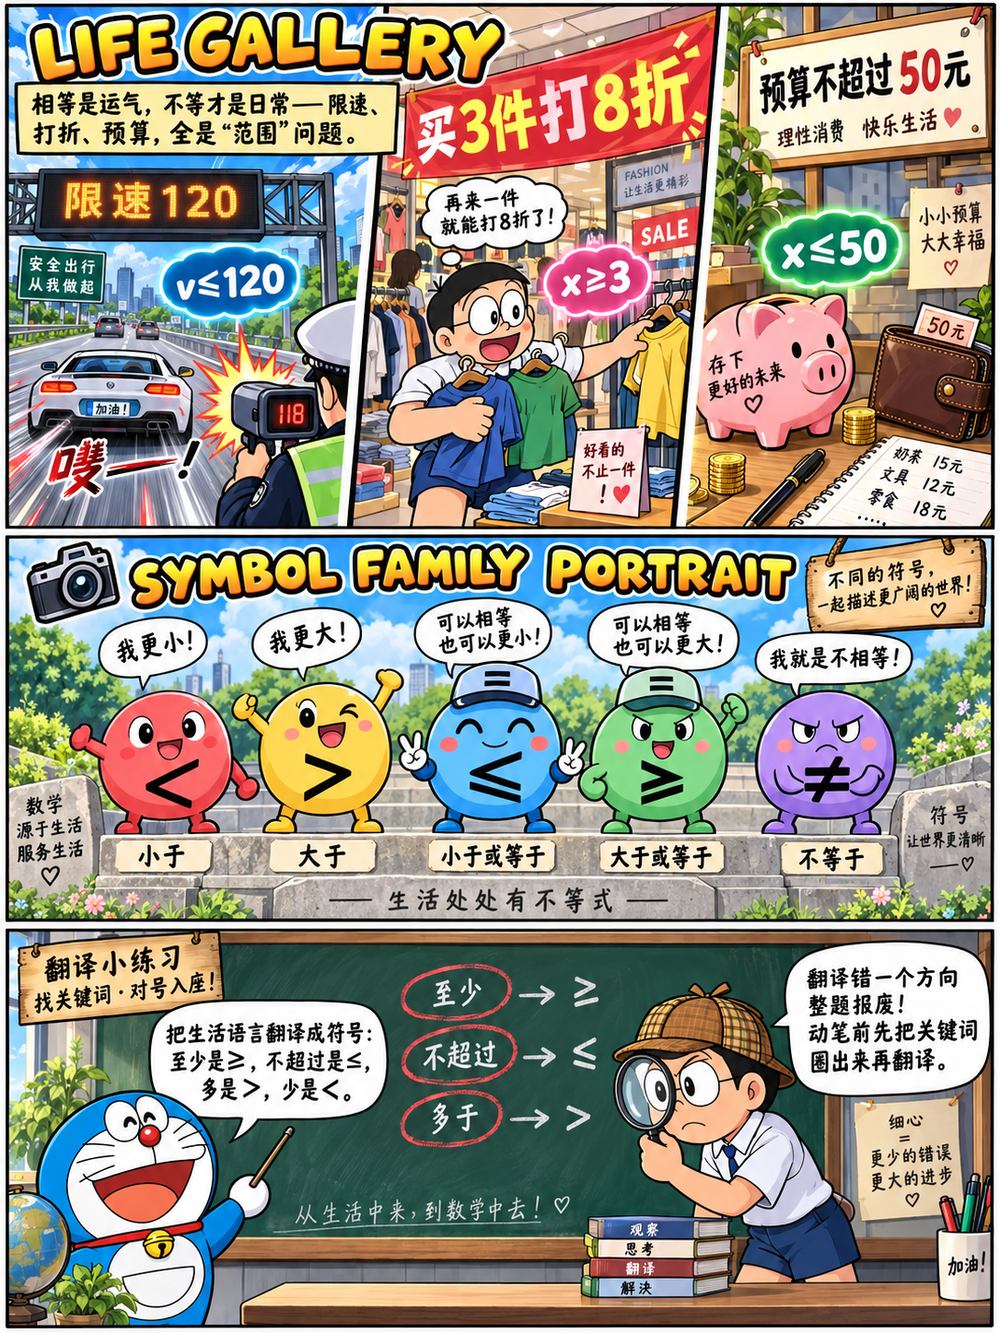 LIFE GALLERY
相等是运气，不等才是日常——限速、
打折、预算，全是“范围”问题。
限速120
安全出行
从我做起
v≤120
加油！
118
嘎—！
买3件打8折
FASHION
让生活更精彩
再来一件
就能打8折了！
SALE
x≥3
好看的
不止一件
！♥
预算不超过50元
理性消费 快乐生活♥
小小预算
大大幸福
♡
x≤50
50元
存下
更好的未来
♡
奶茶 15元
文具 12元
零食 18元
......
SYMBOL FAMILY PORTRAIT
不同的符号，
一起描述更广阔的世界！
♡
我更小！
我更大！
可以相等
也可以更小！
可以相等
也可以更大！
我就是不相等！
=
=
<
>
≤
≥
≠
数学
源于生活
服务生活
♡
小于
大于
小于或等于
大于或等于
不等于
符号
让世界更清晰
——♡
—— 生活处处有不等式 ——
翻译小练习
找关键词·对号入座！
把生活语言翻译成符号：
至少是≥，不超过是≤，
多是>，少是<。
至少→≥
不超过→≤
多于→>
翻译错一个方向
整题报废！
动笔前先把关键词
圈出来再翻译。
细心
=
更少的错误
更大的进步
♡
从生活中来，到数学中去！♡
观察
思考
翻译
解决
加油！